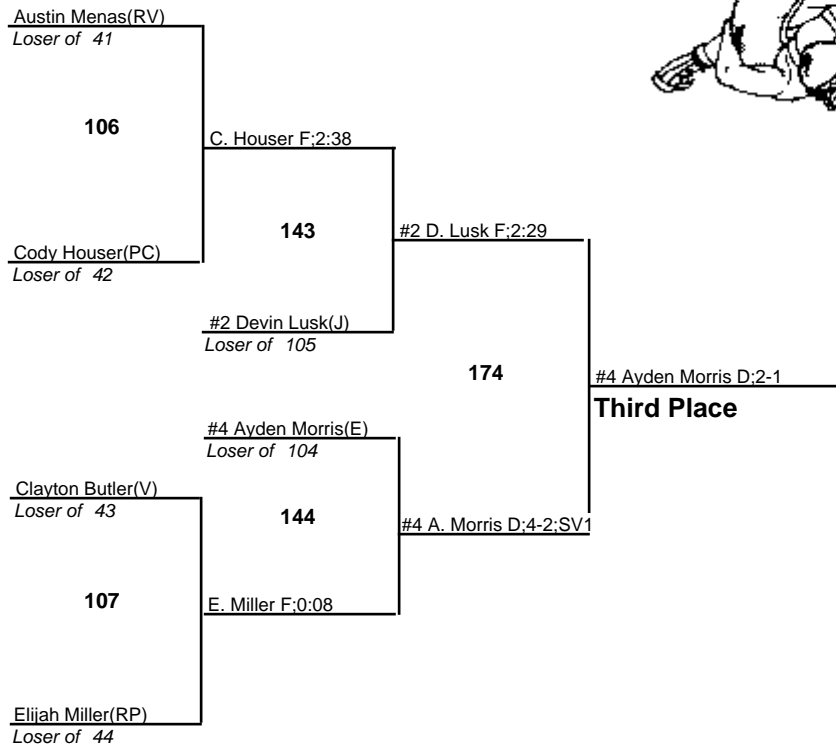 Austin Menas(RV)
Loser of 41
106
C. Houser F;2:38
Cody Houser(PC)
Loser of 42
143
#2 D. Lusk F;2:29
#2 Devin Lusk(J)
Loser of 105
174
#4 Ayden Morris D;2-1
Third Place
#4 Ayden Morris(E)
Loser of 104
Clayton Butler(V)
Loser of 43
144
#4 A. Morris D;4-2;SV1
107
E. Miller F;0:08
Elijah Miller(RP)
Loser of 44